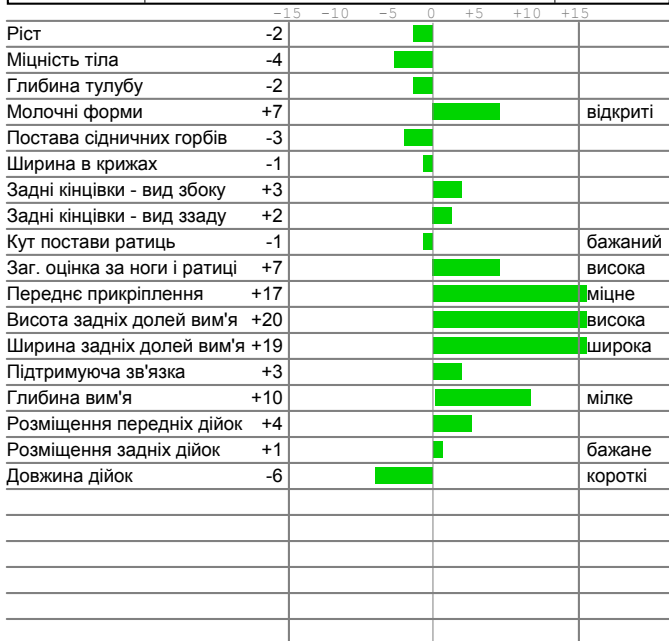 -15 -10 -5 0 +5 +10 +15
Ріст -2
Міцність тіла -4
Глибина тулубу -2
Молочні форми +7 відкриті
Постава сідничних горбів -3
Ширина в крижах -1
Задні кінцівки - вид збоку +3
Задні кінцівки - вид ззаду +2
Кут постави ратиць -1 бажаний
Заг. оцінка за ноги і ратиці +7 висока
Переднє прикріплення +17 міцне
Висота задніх долей вим'я +20 висока
Ширина задніх долей вим'я +19 широка
Підтримуюча зв'язка +3
Глибина вим'я +10 мілке
Розміщення передніх дійок +4
Розміщення задніх дійок +1 бажане
Довжина дійок -6 короткі